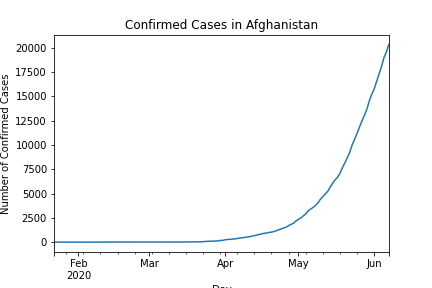 Confirmed Cases in Afghanistan
Number of Confirmed Cases
20000
17500
15000
12500
10000
7500
5000
2500
0
Feb
2020
Mar
Apr
May
Jun